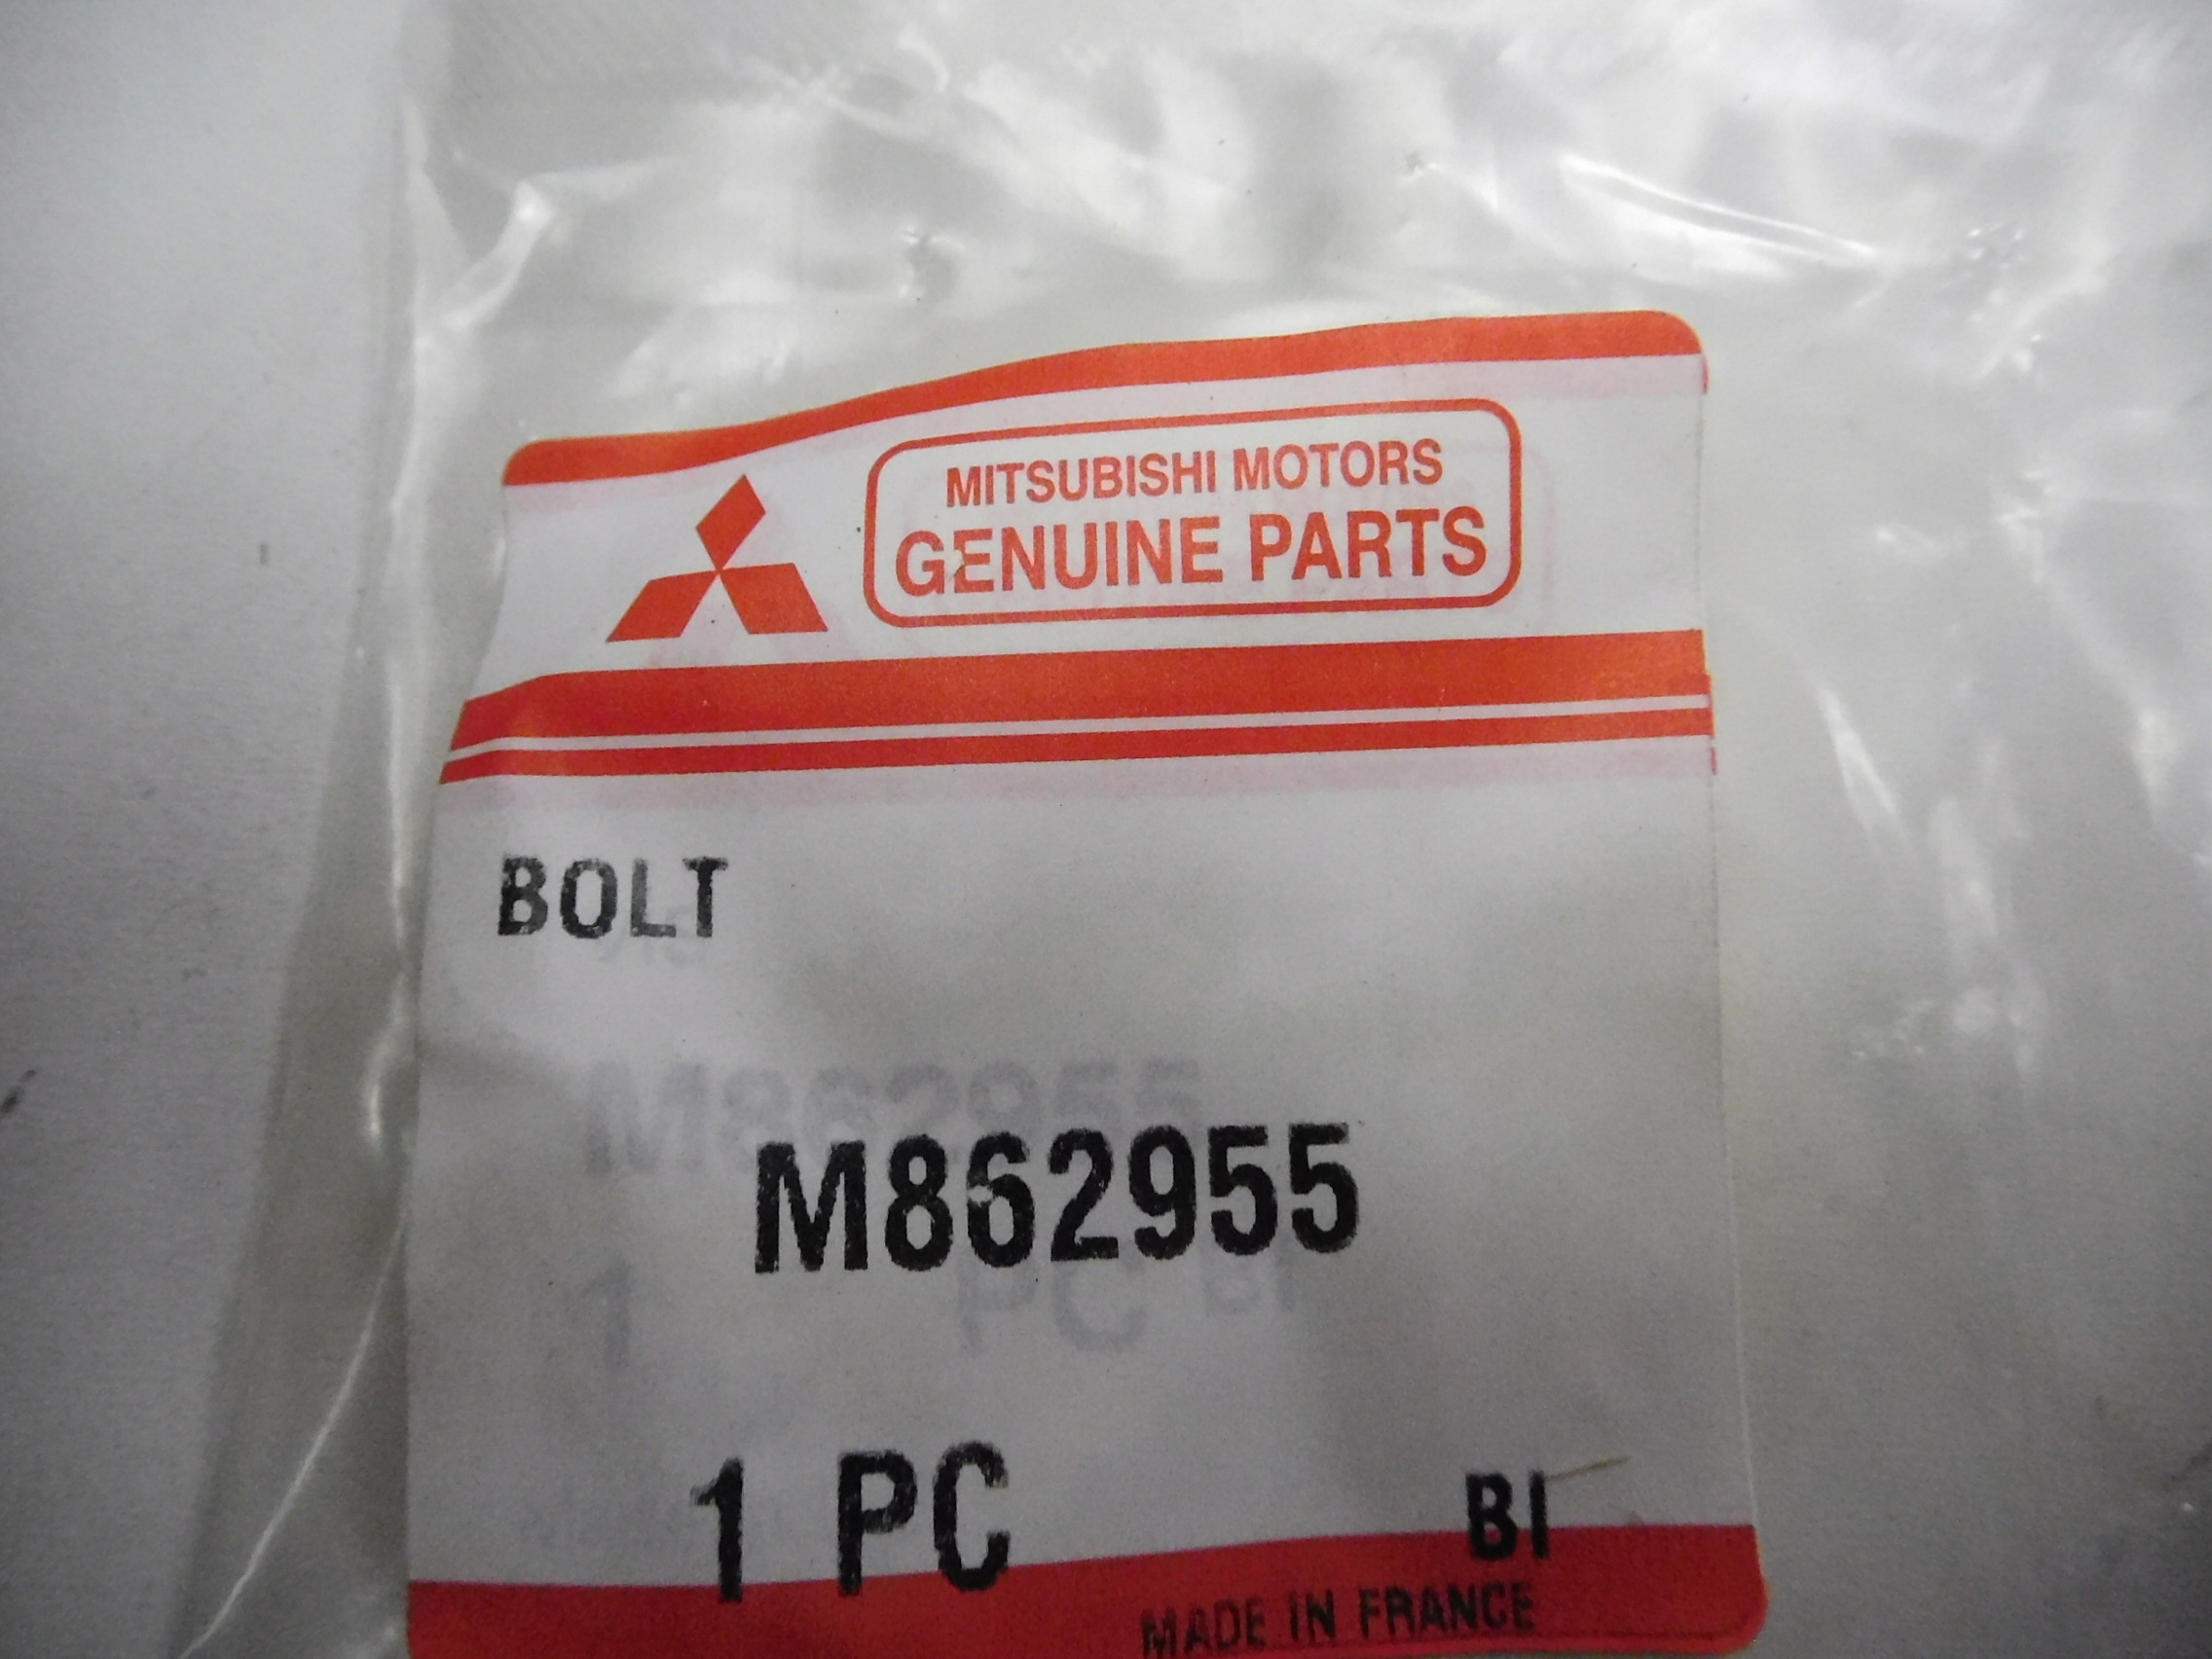 MITSUBISHI MOTORS
GENUINE PARTS
BOLT
M862955
1 PC BI
MADE IN FRANCE